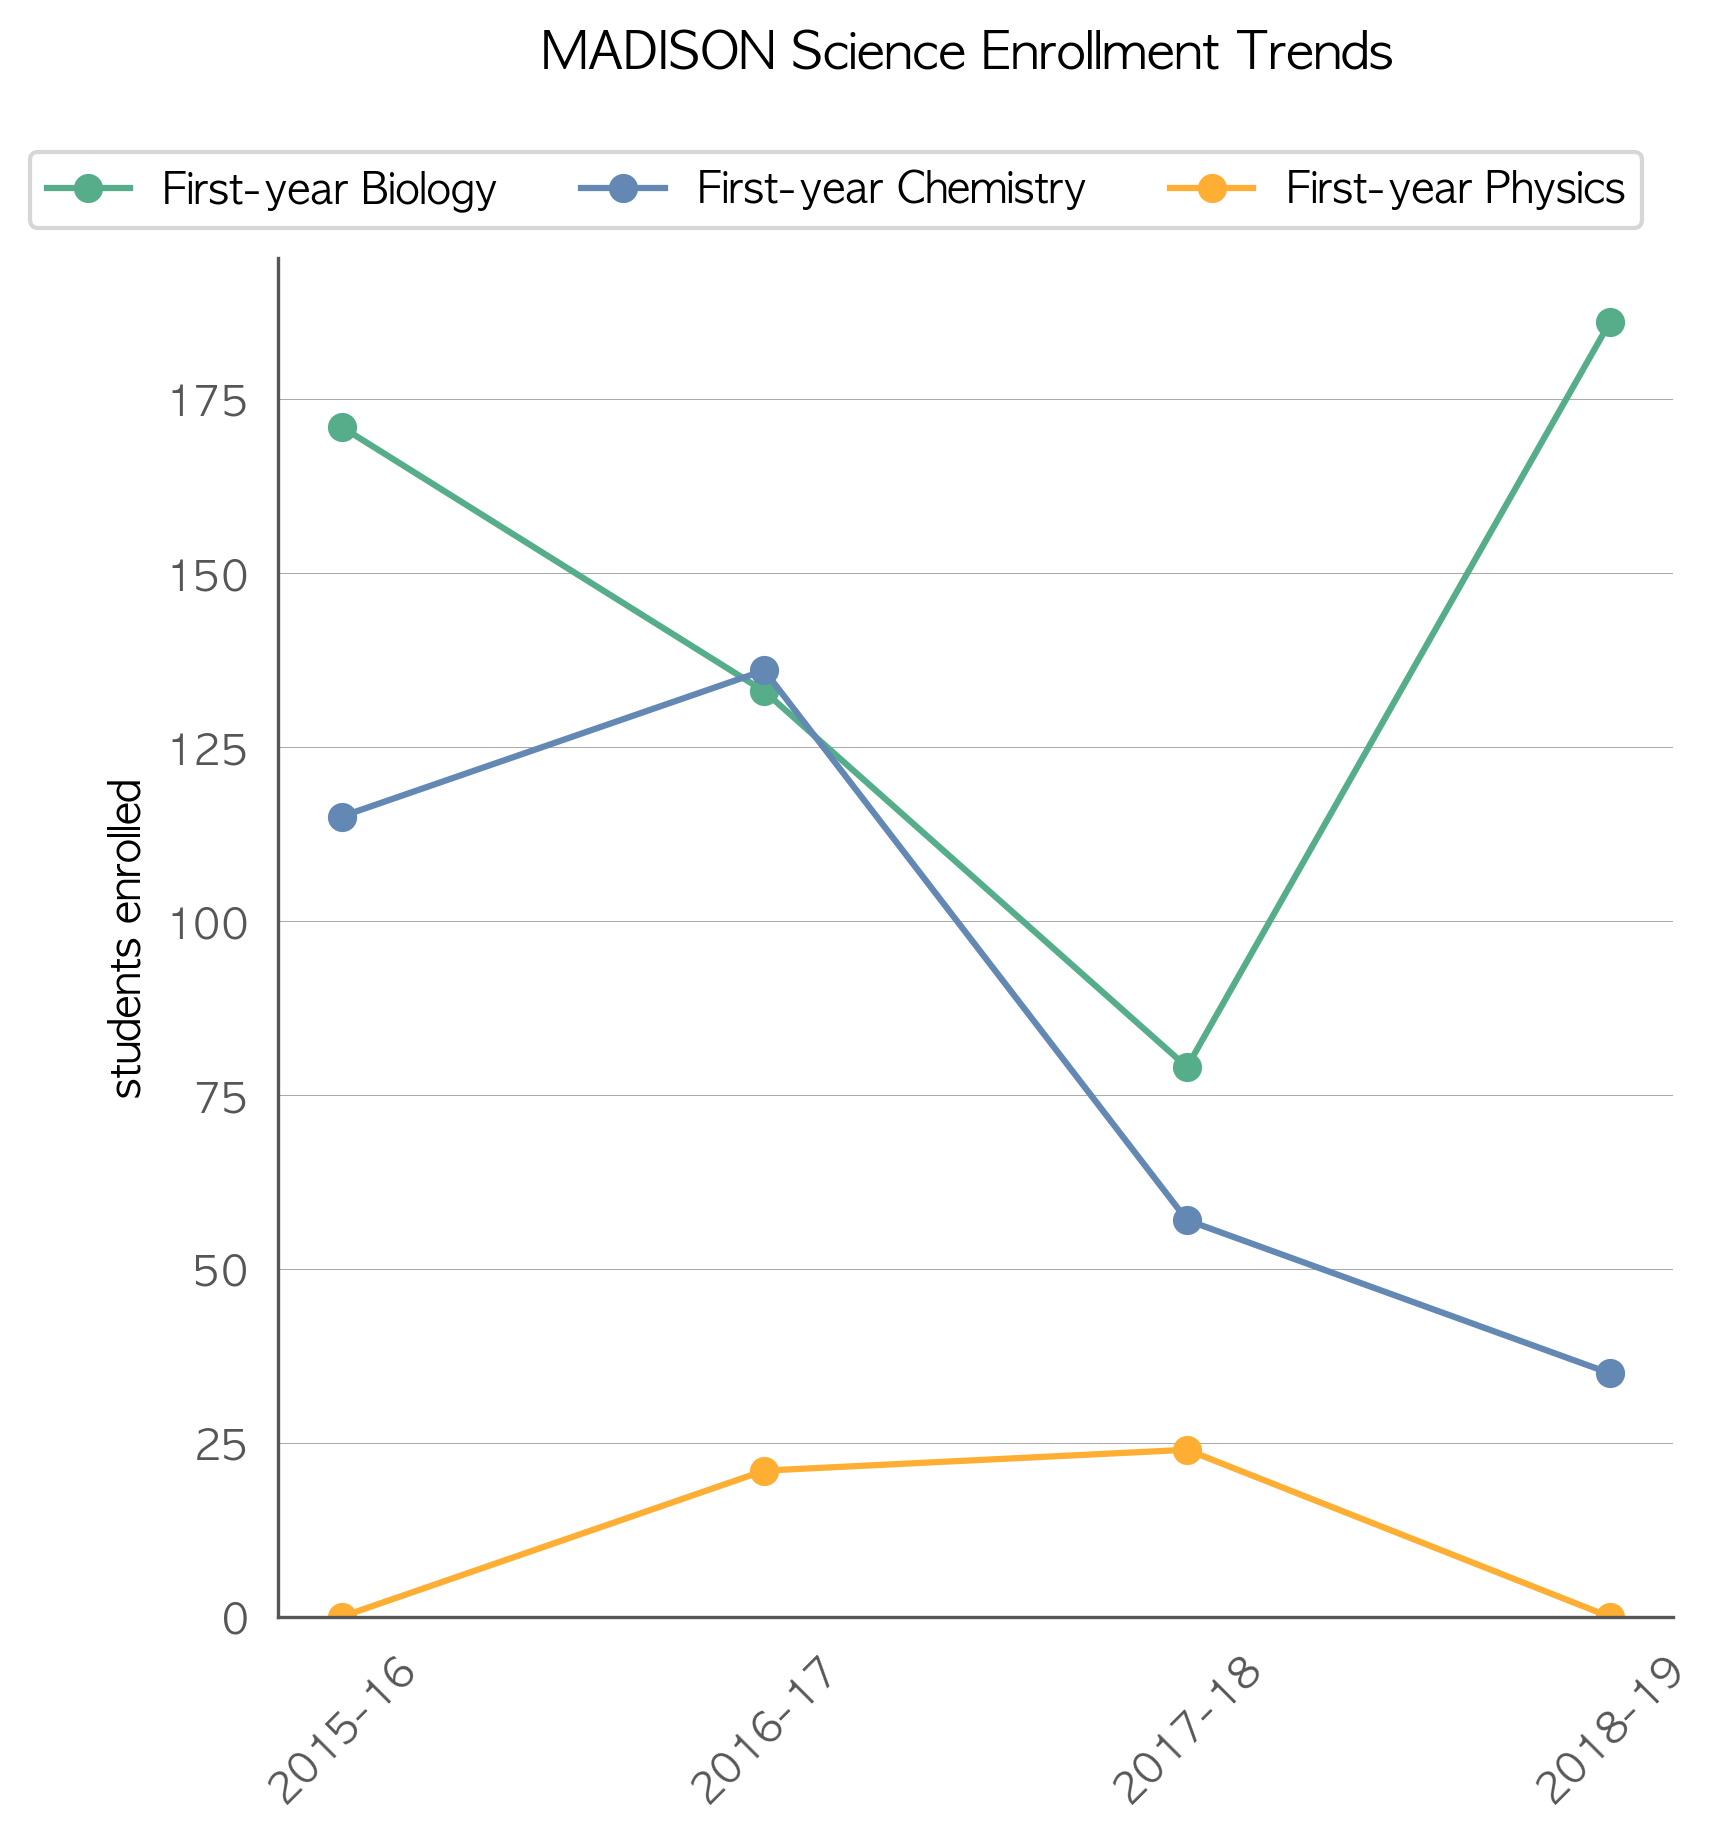 MADISON Science Enrollment Trends
First-year Biology First-year Chemistry First-year Physics
175
150
125
100
75
50
25
0
students enrolled
2015-16 2016-17 2017-18 2018-19